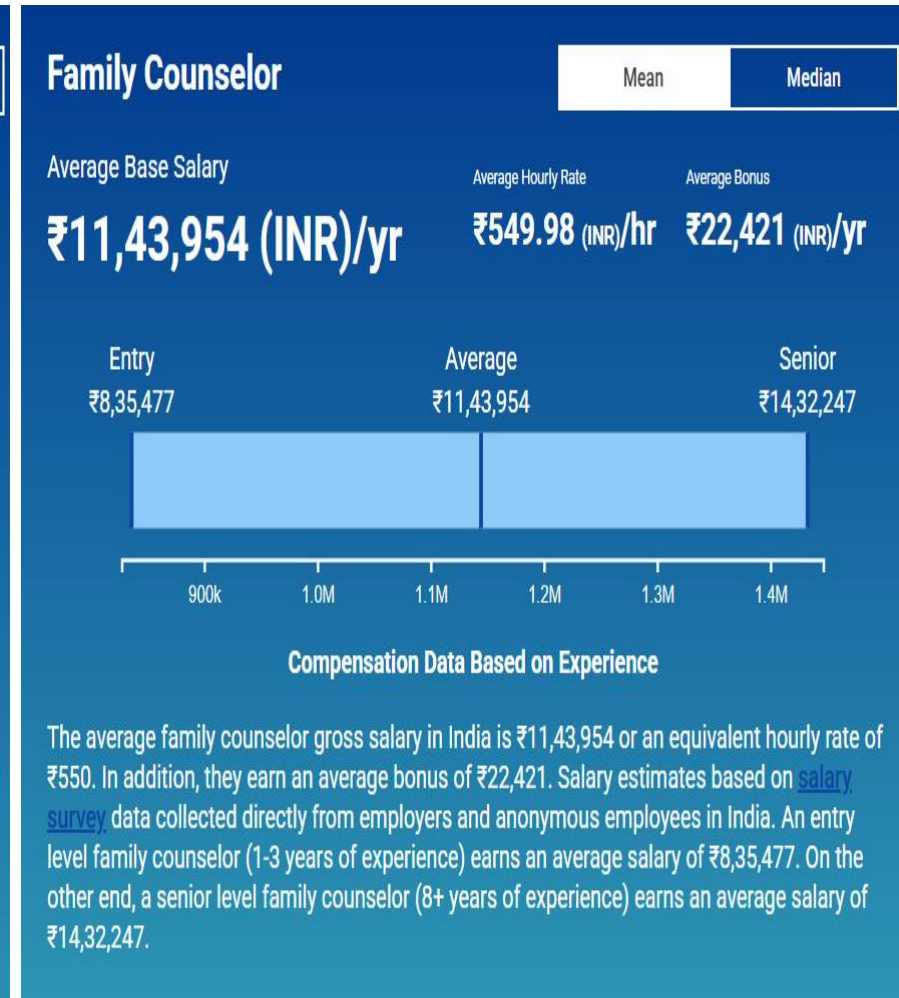 Family Counselor
Mean
Median
Average Base Salary
Average Hourly Rate
Average Bonus
₹11,43,954 (INR)/yr
₹549.98 (INR)/hr
₹22,421 (INR)/yr
Entry
Average
Senior
₹8,35,477
₹11,43,954
₹14,32,247
900k
1.0M
1.1M
1.2M
1.3M
1.4M
Compensation Data Based on Experience
The average family counselor gross salary in India is ₹11,43,954 or an equivalent hourly rate of
₹550. In addition, they earn an average bonus of ₹22,421. Salary estimates based on salary
survey data collected directly from employers and anonymous employees in India. An entry
level family counselor (1-3 years of experience) earns an average salary of ₹8,35,477. On the
other end, a senior level family counselor (8+ years of experience) earns an average salary of
₹14,32,247.